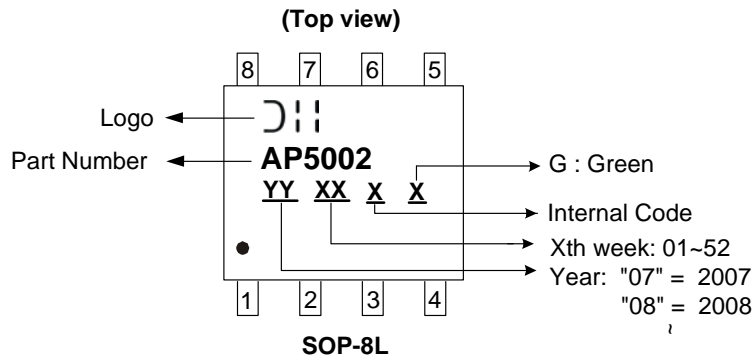 (Top view)
8 7 6 5
Logo
Part Number
AP5002
YY XX X X
G : Green
Internal Code
Xth week: 01~52
Year: "07" = 2007
"08" = 2008
~
1 2 3 4
SOP-8L